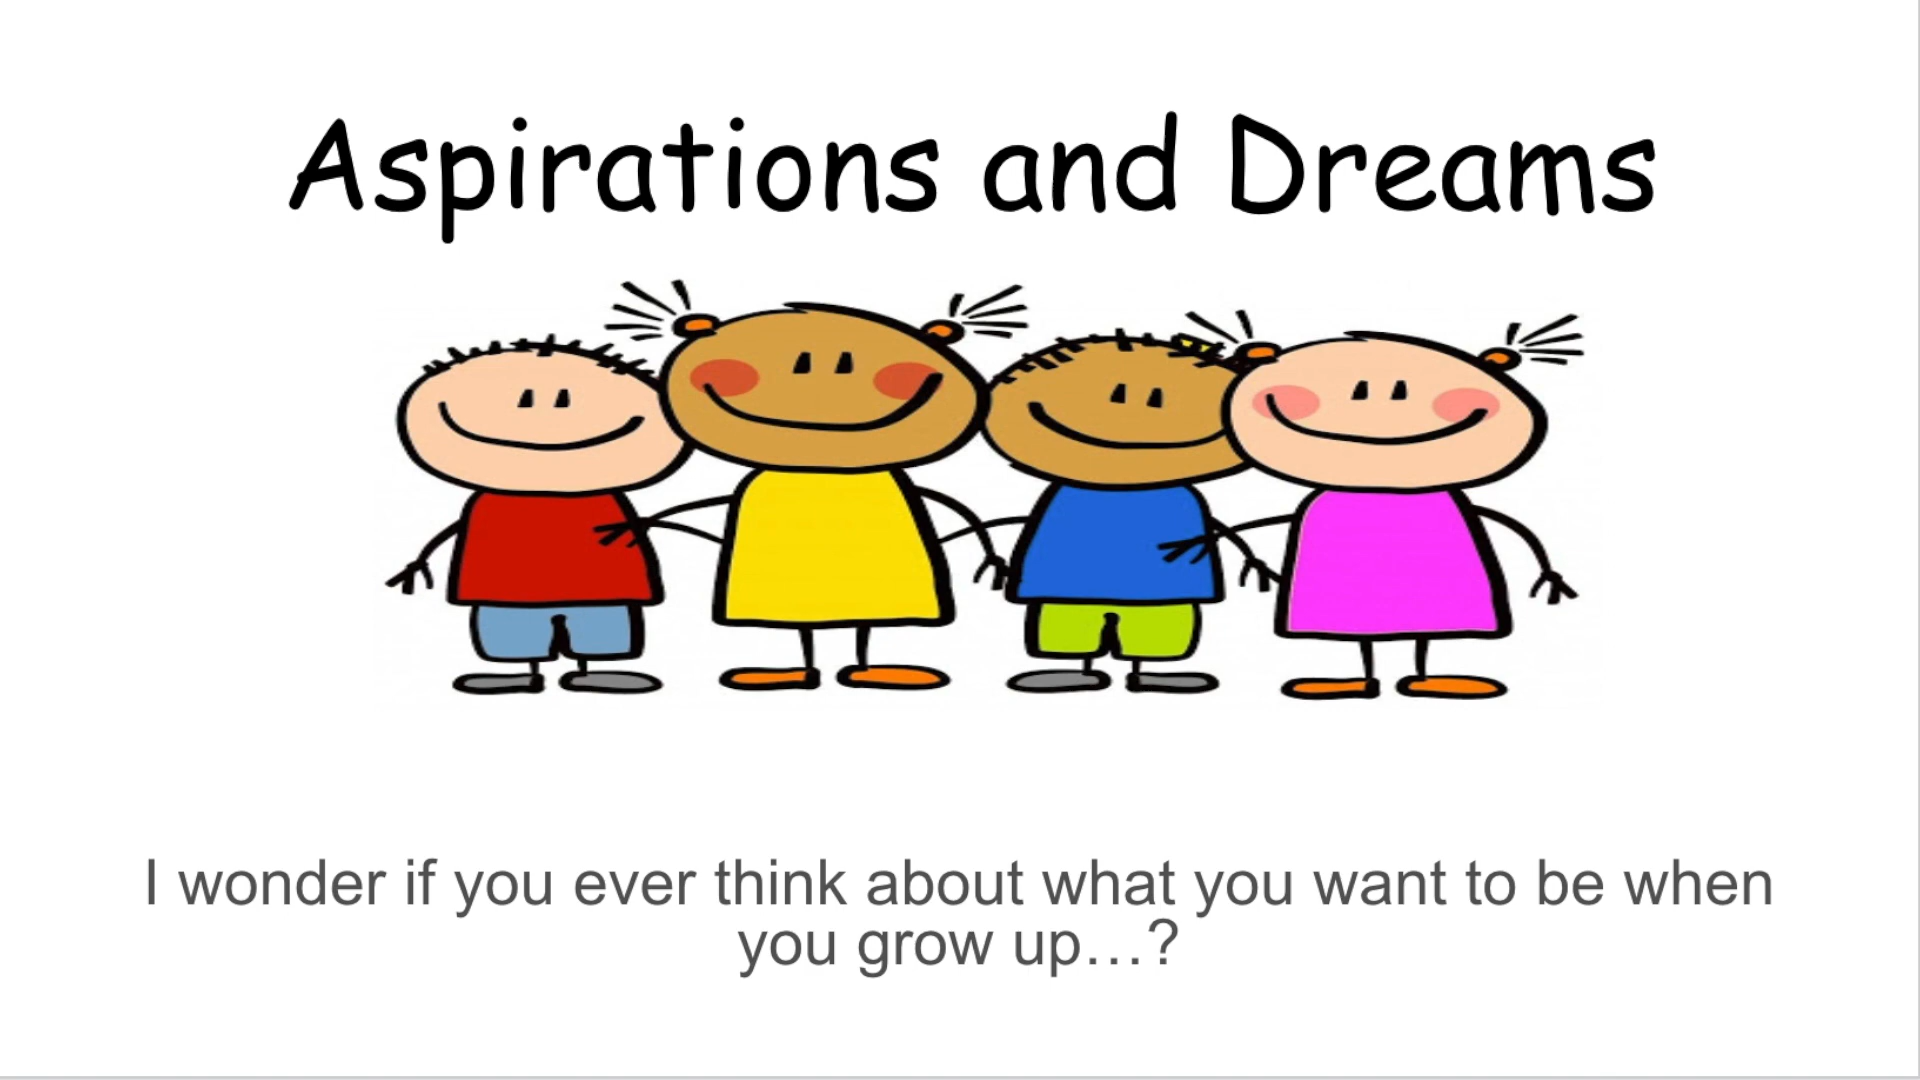 Aspirations and Dreams
I wonder if you ever think about what you want to be when
you grow up…?